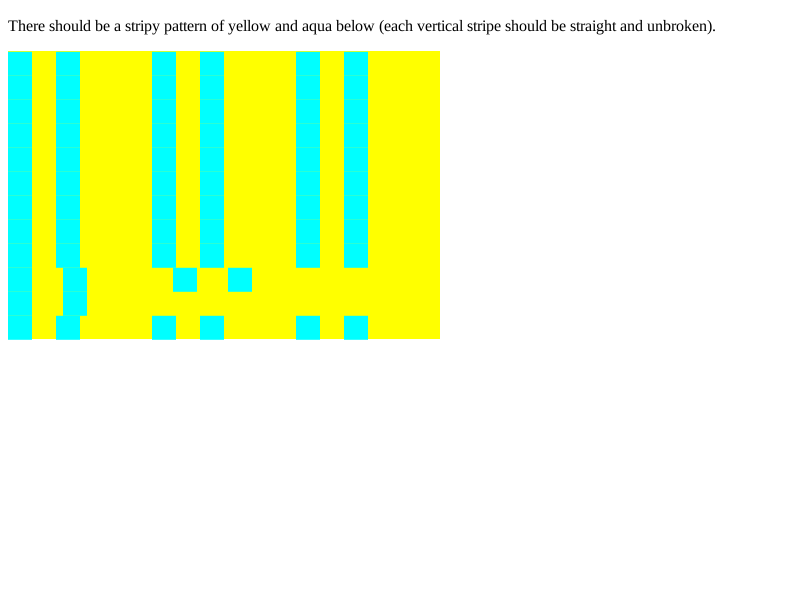 There should be a stripy pattern of yellow and aqua below (each vertical stripe should be straight and unbroken).